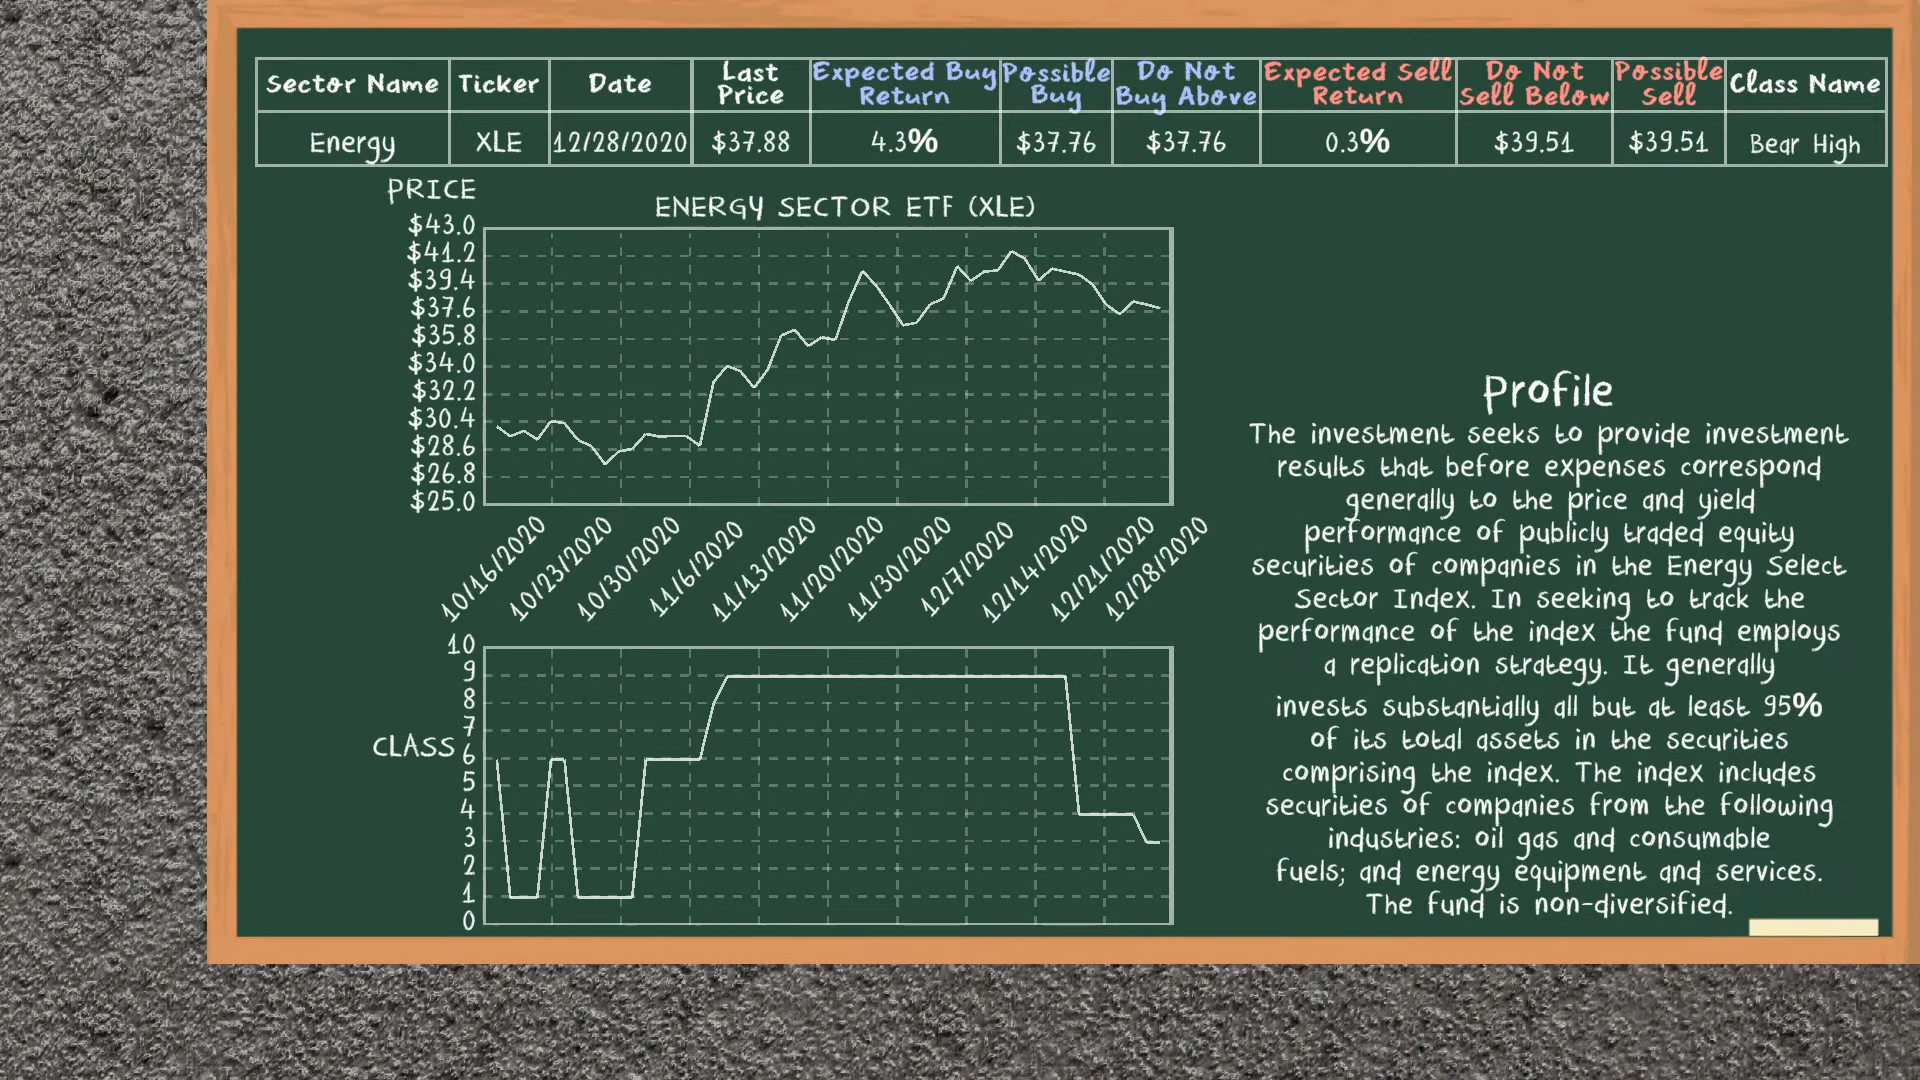 Sector Name Ticker Date Last Price Expected Buy Return Possible Buy Do Not Buy Above Expected Sell Return Do Not Sell Below Possible Sell Class Name
Energy XLE 12/28/2020 $37.88 4.3% $37.76 $37.76 0.3% $39.51 $39.51 Bear High
PRICE
ENERGY SECTOR ETF (XLE)
$43.0
$41.2
$39.4
$37.6
$35.8
$34.0
$32.2
$30.4
$28.6
$26.8
$25.0
10/16/2020 10/23/2020 10/30/2020 11/6/2020 11/13/2020 11/20/2020 11/30/2020 12/7/2020 12/14/2020 12/21/2020 12/28/2020
10
9
8
7
CLASS 6
5
4
3
2
1
0
Profile
The investment seeks to provide investment
results that before expenses correspond
generally to the price and yield
performance of publicly traded equity
securities of companies in the Energy Select
Sector Index. In seeking to track the
performance of the index the fund employs
a replication strategy. It generally
invests substantially all but at least 95%
of its total assets in the securities
comprising the index. The index includes
securities of companies from the following
industries: oil gas and consumable
fuels; and energy equipment and services.
The fund is non-diversified.